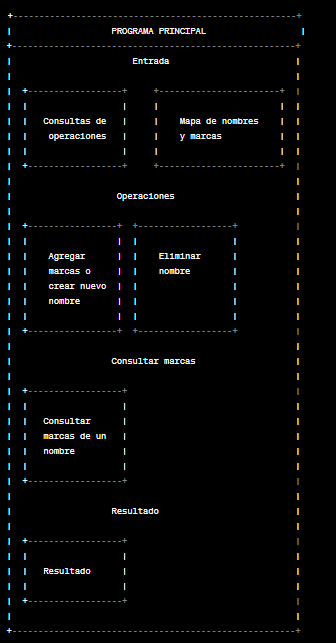 PROGRAMA PRINCIPAL
Entrada
Consultas de operaciones
Mapa de nombres y marcas
Operaciones
Agregar marcas o crear nuevo nombre
Eliminar nombre
Consultar marcas
Consultar marcas de un nombre
Resultado
Resultado